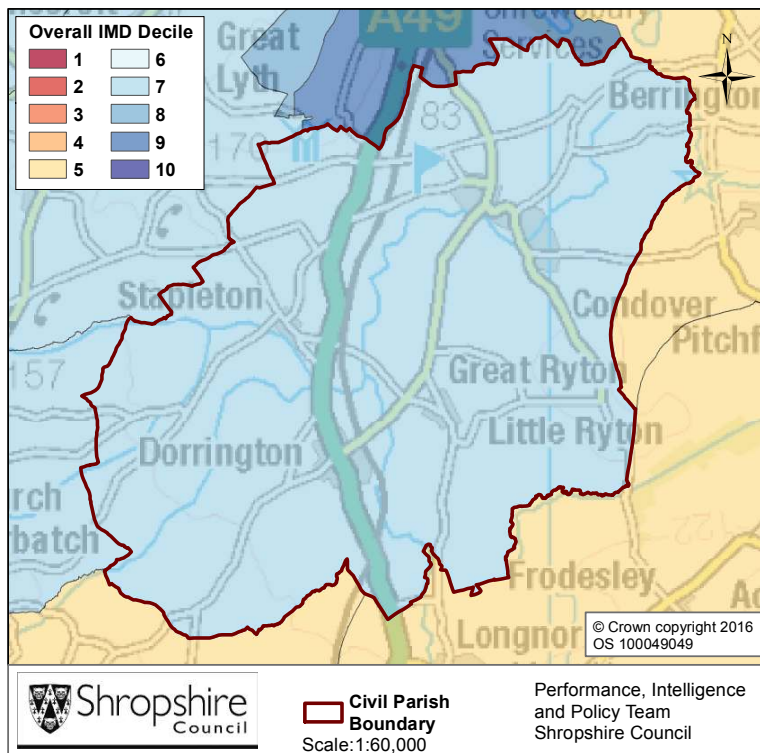 Overall IMD Decile
1 6
2 7
3 8
4 9
5 10
A49
Shrewsbury
Services
Great
Lyth
83
Berrington
170
Stapleton
Condover
Pitchf
157
Great Ryton
Little Ryton
Dorrington
rch
rbatch
122
Frodesley
Ac
Longnor
© Crown copyright 2016
OS 100049049
Shropshire
Council
Civil Parish
Boundary
Scale:1:60,000
Performance, Intelligence
and Policy Team
Shropshire Council